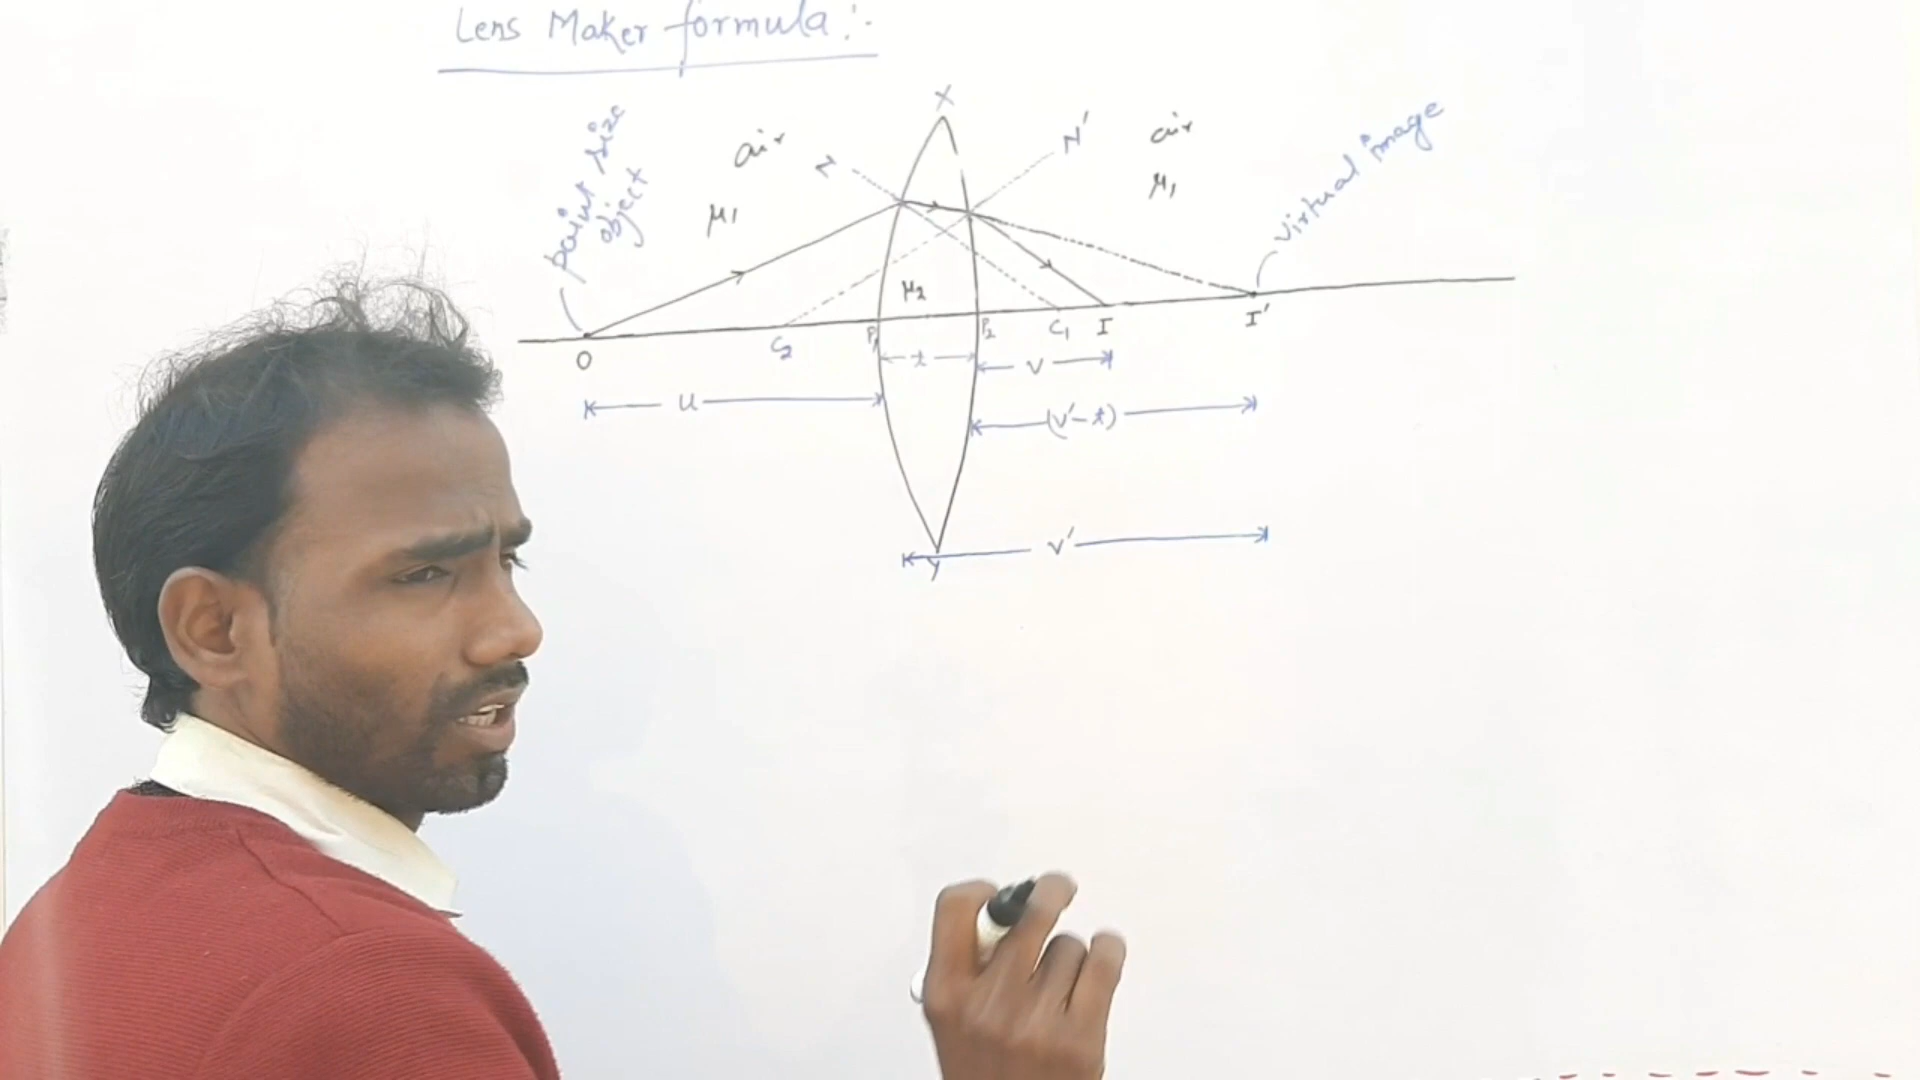 Lens Maker formula :-
point size
object
air
μ1
X
N
N'
air
μ1
virtual image
μ2
O
C2
P1
P2
C1
I
I'
t
v
u
(v'-t)
v'
Y